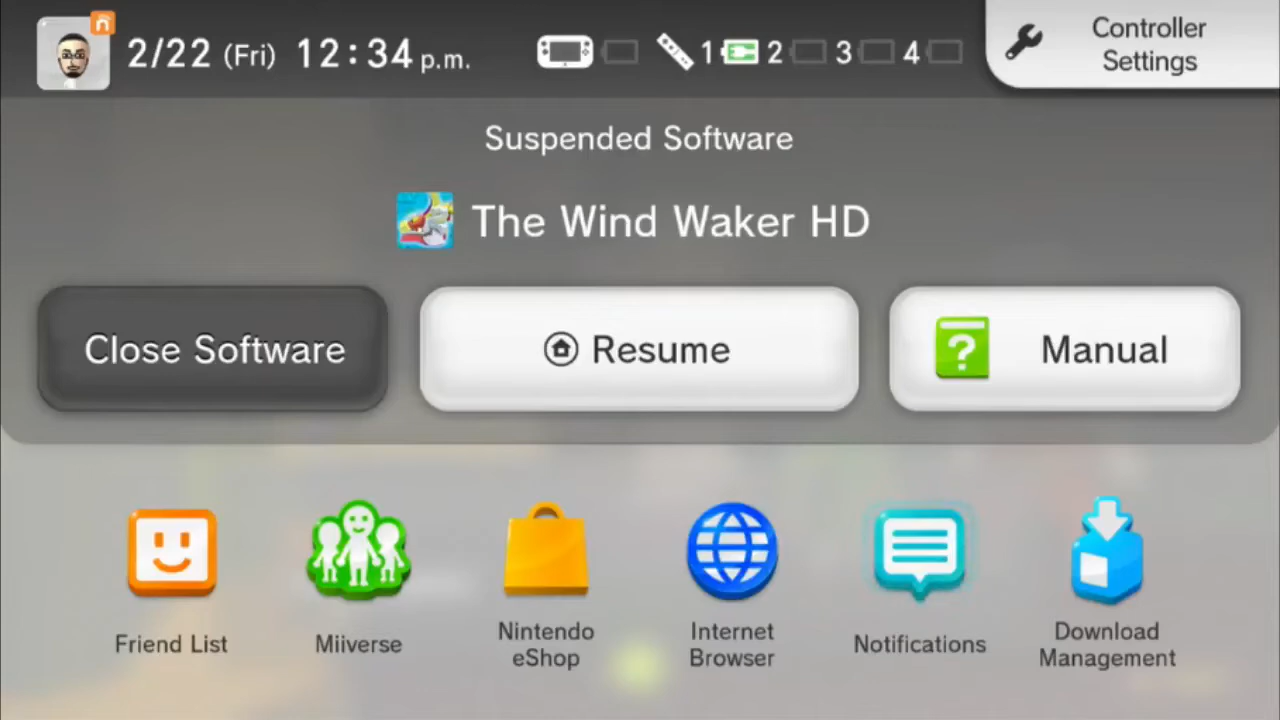 2/22 (Fri) 12:34 p.m. 1 2 3 4
Controller
Settings
Suspended Software
The Wind Waker HD
Close Software
Resume
? Manual
Friend List
Miiverse
Nintendo
eShop
Internet
Browser
Notifications
Download
Management